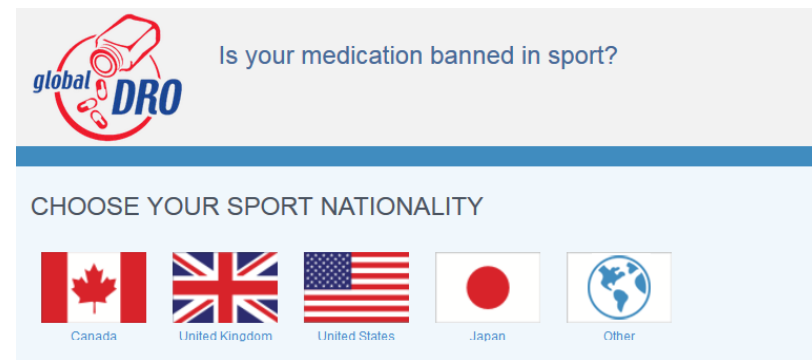 global
DRO
Is your medication banned in sport?
CHOOSE YOUR SPORT NATIONALITY
Canada
United Kingdom
United States
Japan
Other